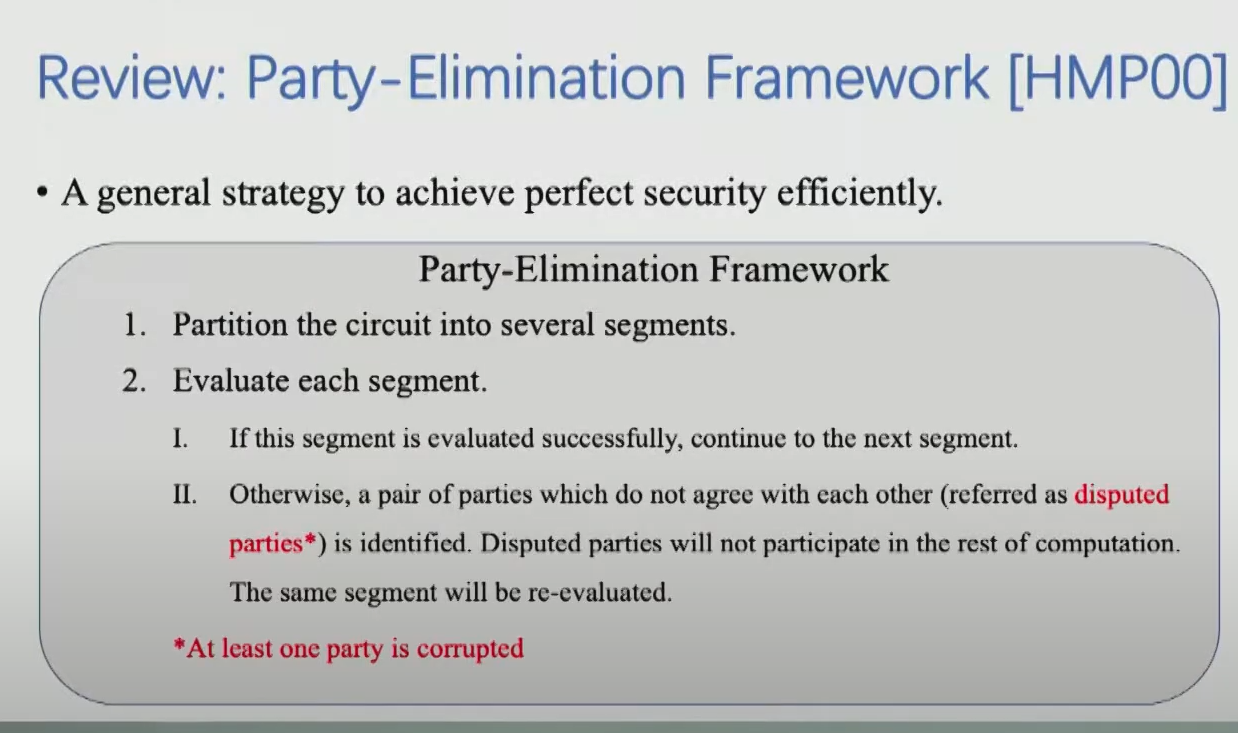 Review: Party-Elimination Framework [HMP00]
• A general strategy to achieve perfect security efficiently.
Party-Elimination Framework
1. Partition the circuit into several segments.
2. Evaluate each segment.
I. If this segment is evaluated successfully, continue to the next segment.
II. Otherwise, a pair of parties which do not agree with each other (referred as disputed
parties*) is identified. Disputed parties will not participate in the rest of computation.
The same segment will be re-evaluated.
*At least one party is corrupted